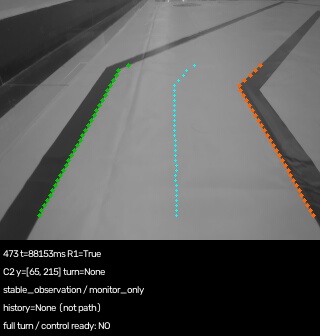 473 t=88153ms R1=True
C2 y=[65, 215] turn=None
stable_observation / monitor_only
history=None (not path)
full turn / control ready: NO